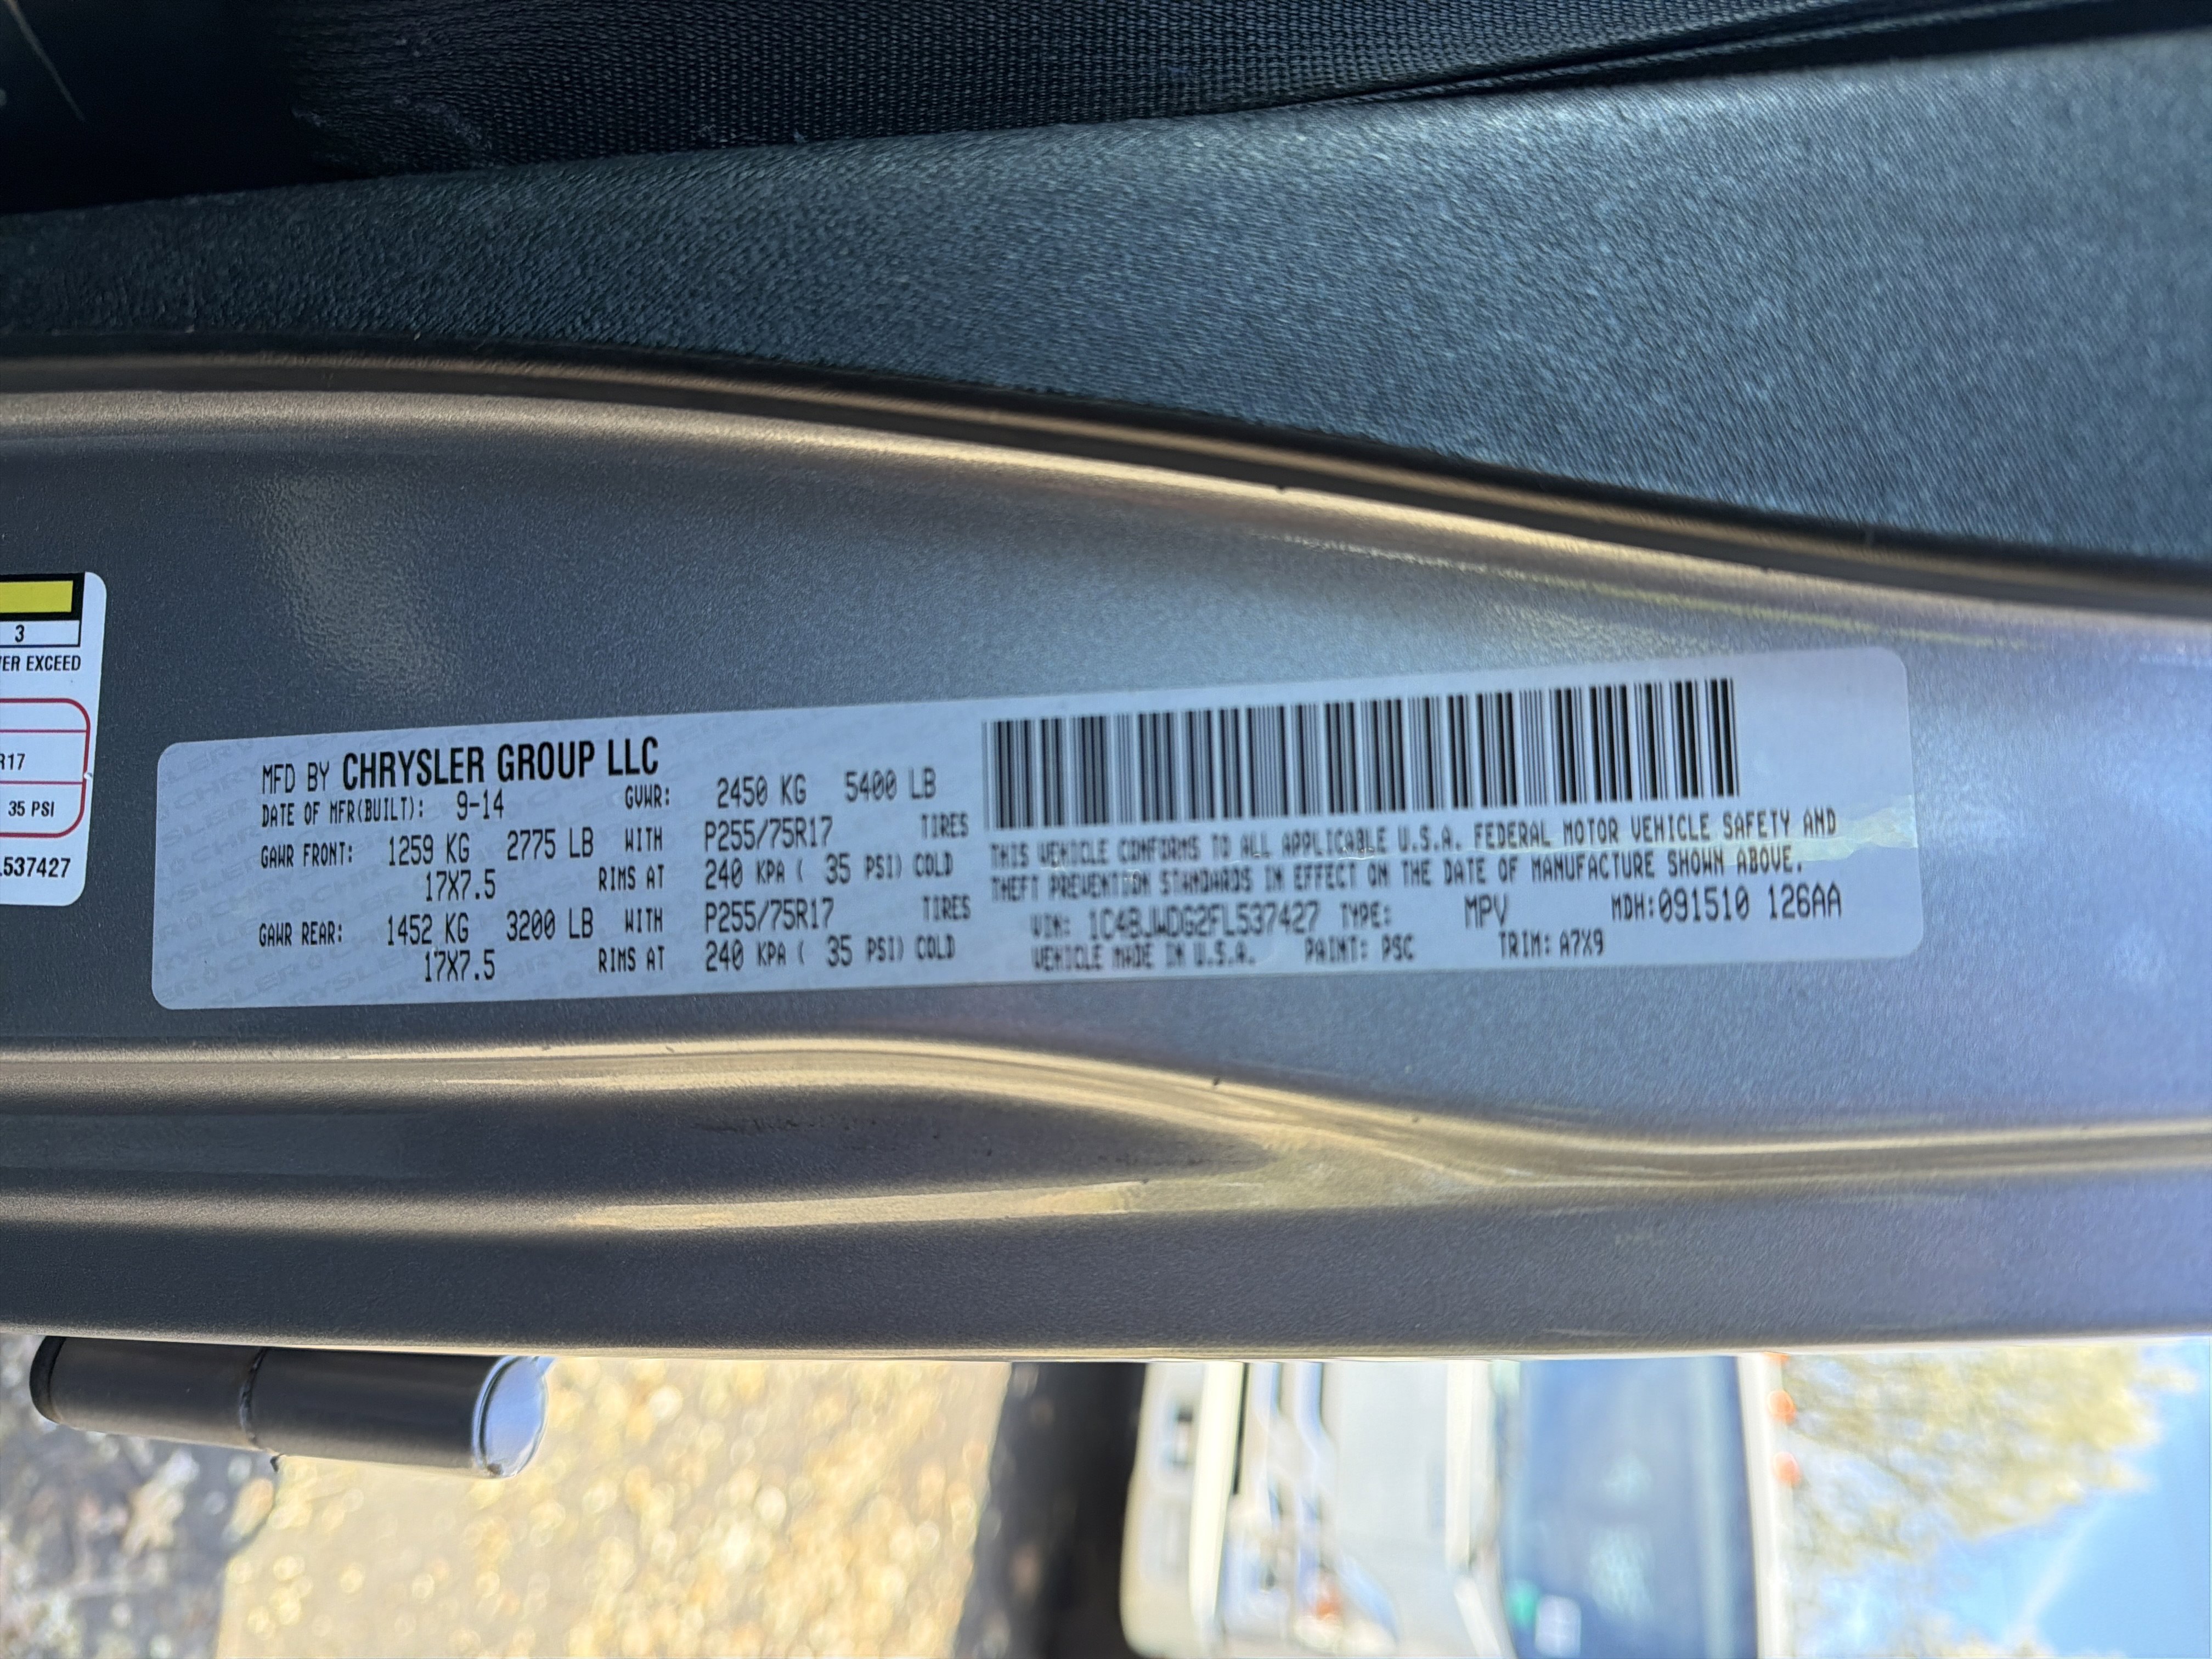 3
ER EXCEED
R17
35 PSI
L537427
MFD BY CHRYSLER GROUP LLC
DATE OF MFR(BUILT): 9-14 GVWR: 2450 KG 5400 LB
GAWR FRONT: 1259 KG 2775 LB WITH P255/75R17 TIRES
17X7.5 RIMS AT 240 KPA ( 35 PSI) COLD
GAWR REAR: 1452 KG 3200 LB WITH P255/75R17 TIRES
17X7.5 RIMS AT 240 KPA ( 35 PSI) COLD
THIS VEHICLE CONFORMS TO ALL APPLICABLE U.S.A. FEDERAL MOTOR VEHICLE SAFETY AND
THEFT PREVENTION STANDARDS IN EFFECT ON THE DATE OF MANUFACTURE SHOWN ABOVE.
VIN: 1C4BJWDG2FL537427 TYPE: MPV MDH:091510 126AA
VEHICLE MADE IN U.S.A. PAINT: PSC TRIM: A7X9